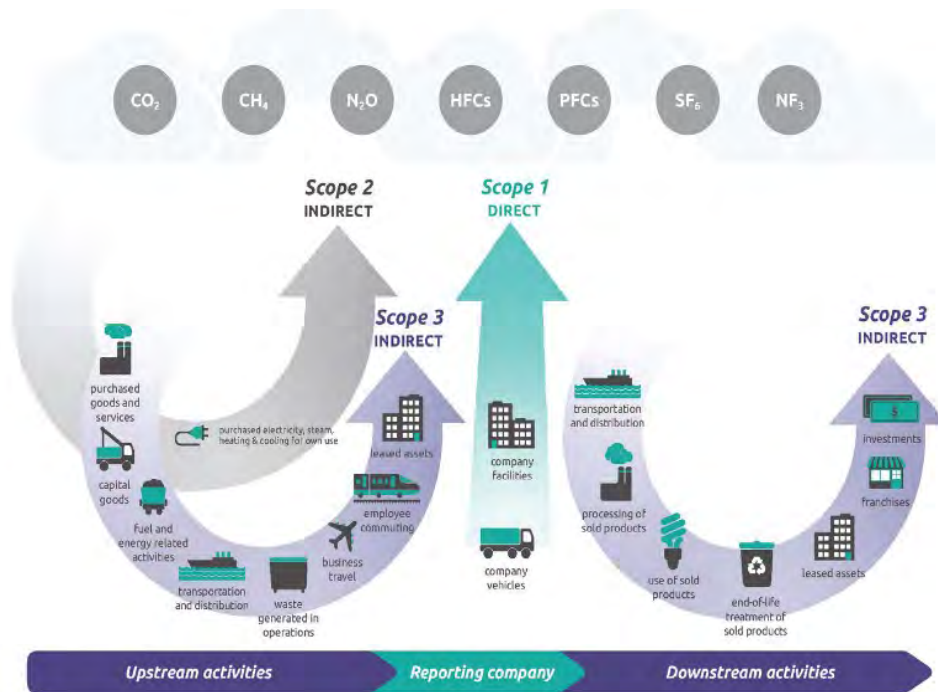 CO₂
CH₄
N₂O
HFCs
PFCs
SF₆
NF₃
Scope 2
INDIRECT
Scope 1
DIRECT
Scope 3
INDIRECT
Scope 3
INDIRECT
purchased
goods and
services
capital
goods
fuel and
energy related
activities
transportation
and distribution
waste
generated in
operations
business
travel
employee
commuting
leased assets
purchased electricity, steam,
heating & cooling for own use
company
facilities
company
vehicles
transportation
and distribution
processing of
sold products
use of sold
products
end-of-life
treatment of
sold products
leased assets
franchises
$
investments
Upstream activities
Reporting company
Downstream activities